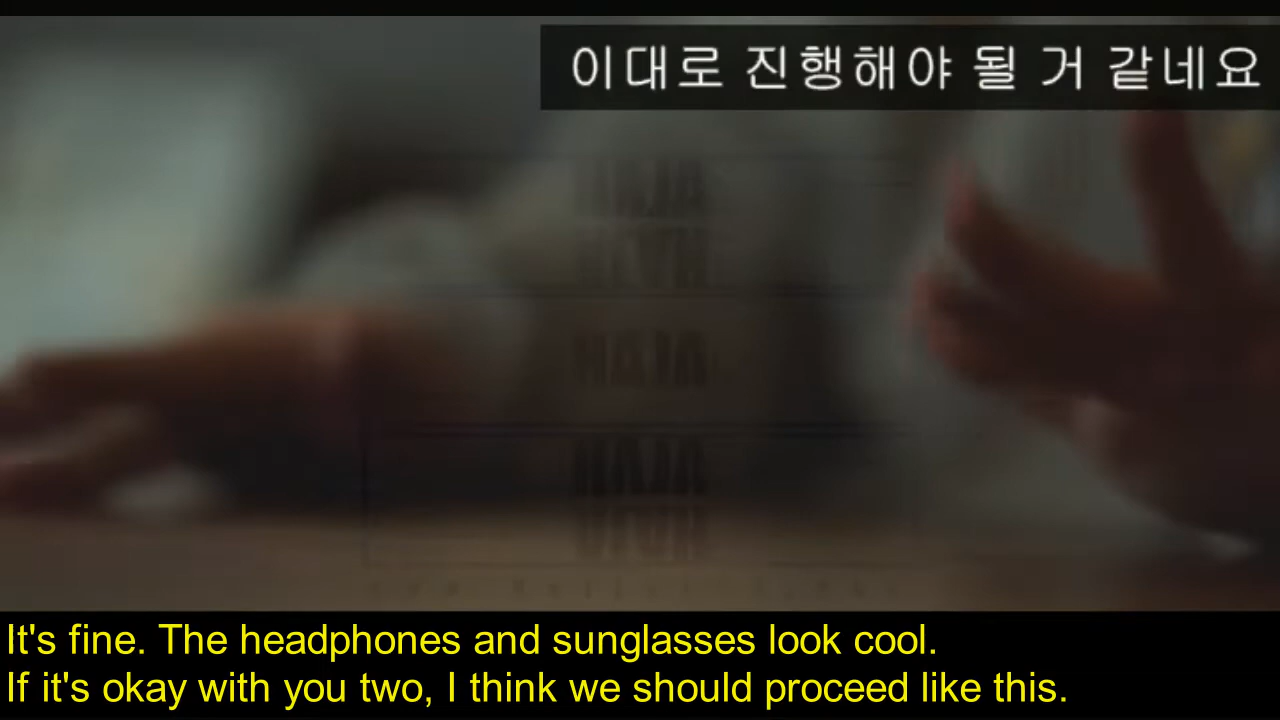 이대로 진행해야 될 거 같네요
It's fine. The headphones and sunglasses look cool.
If it's okay with you two, I think we should proceed like this.